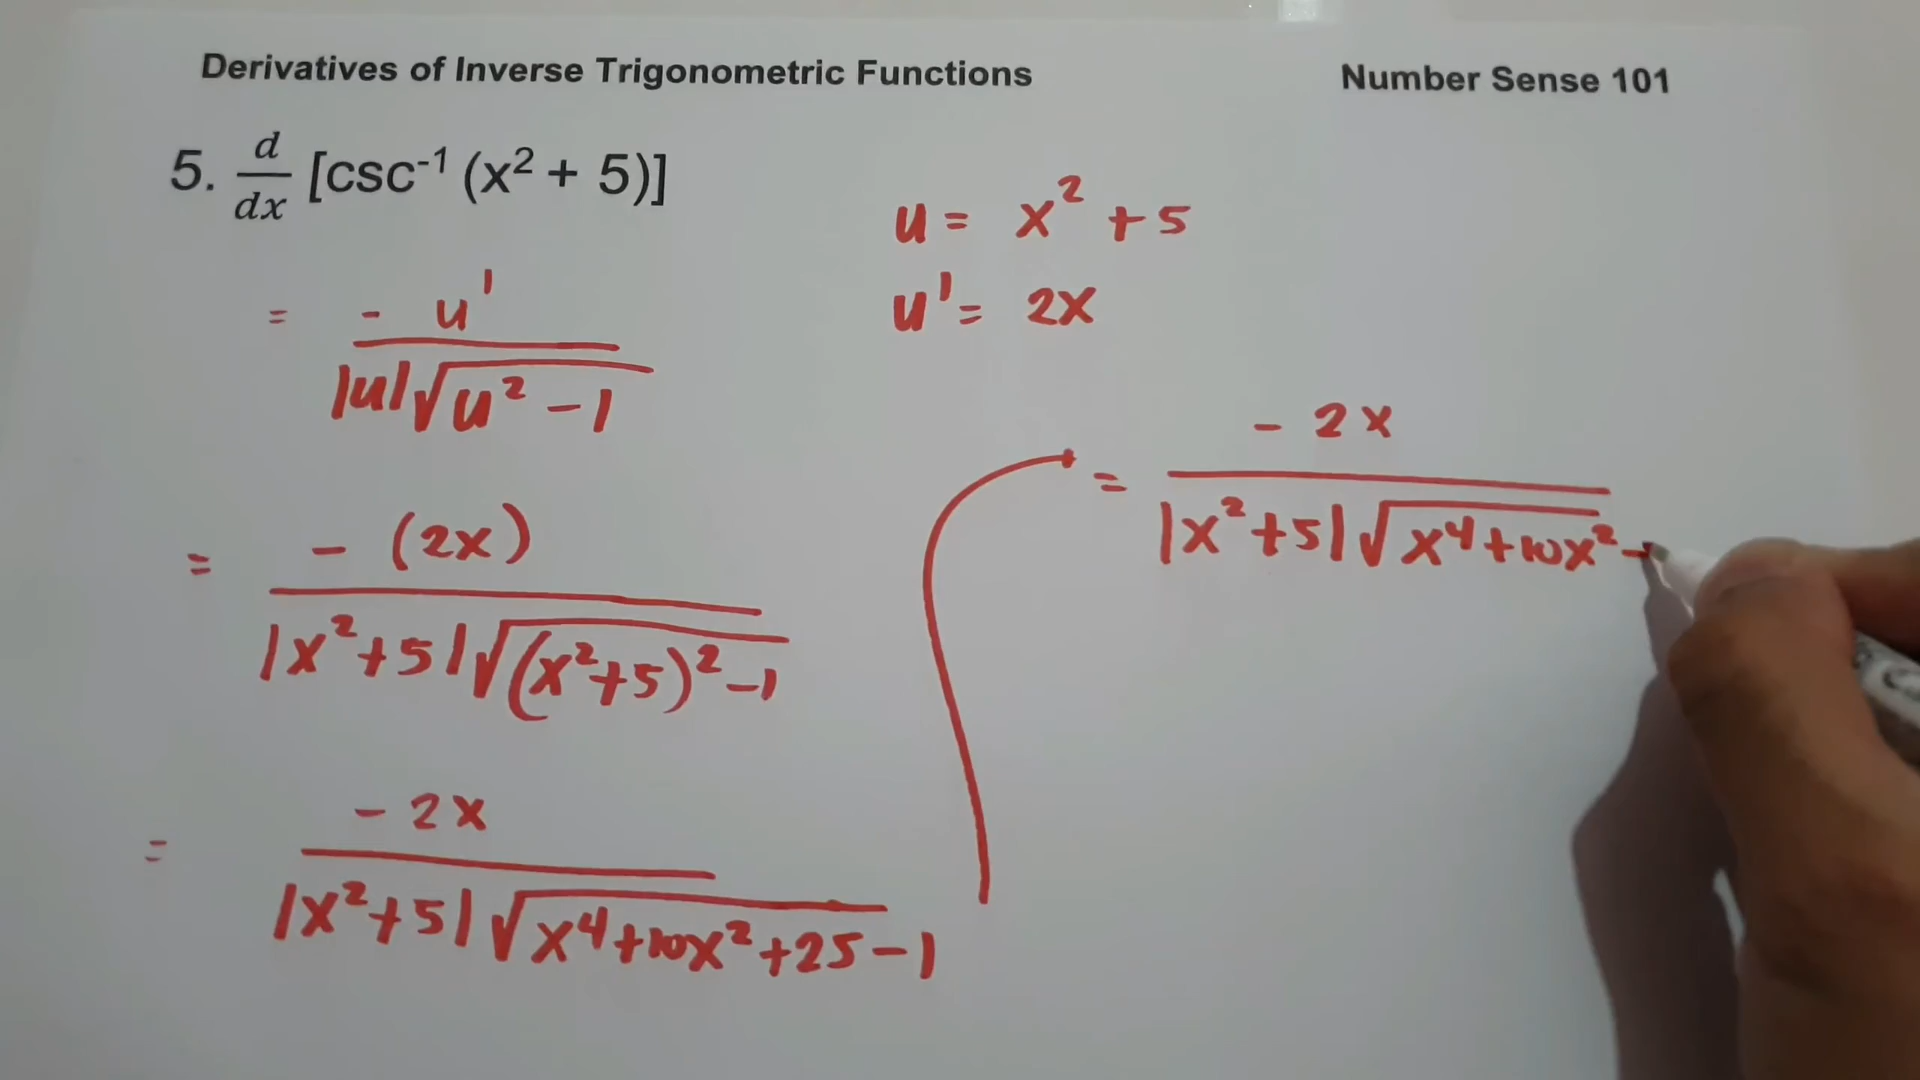 Derivatives of Inverse Trigonometric Functions
Number Sense 101
5. d/dx [csc⁻¹ (x² + 5)]
= - u' / |u|√(u² - 1)
= - (2x) / |x² + 5|√((x² + 5)² - 1)
= - 2x / |x² + 5|√(x⁴ + 10x² + 25 - 1)
u = x² + 5
u' = 2x
= - 2x / |x² + 5|√(x⁴ + 10x²